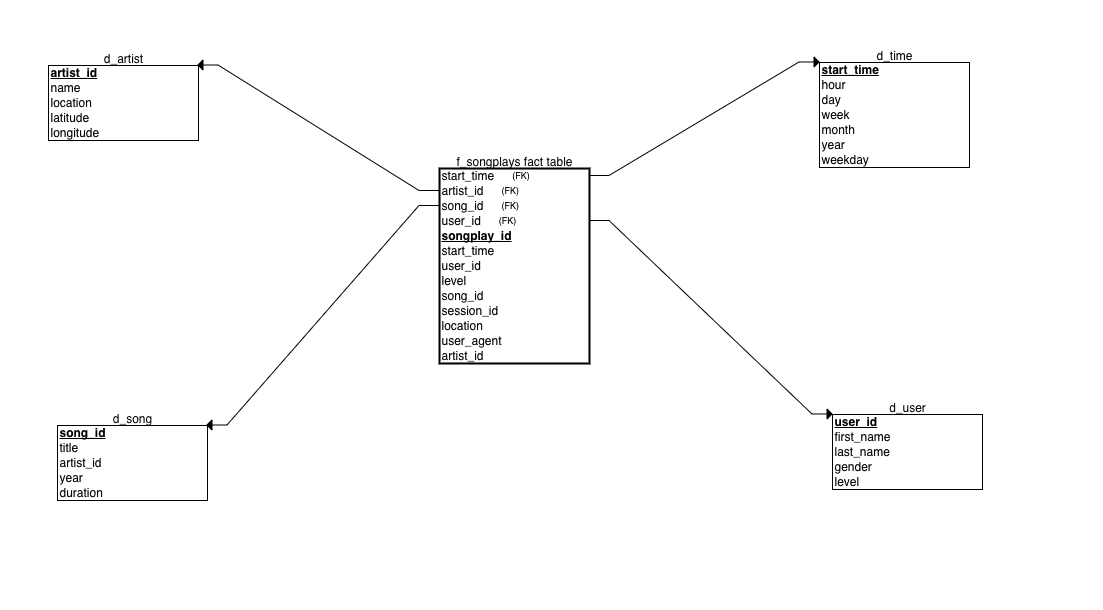 d_artist
artist_id
name
location
latitude
longitude
d_time
start_time
hour
day
week
month
year
weekday
f_songplays fact table
start_time (FK)
artist_id (FK)
song_id (FK)
user_id (FK)
songplay_id
start_time
user_id
level
song_id
session_id
location
user_agent
artist_id
d_song
song_id
title
artist_id
year
duration
d_user
user_id
first_name
last_name
gender
level